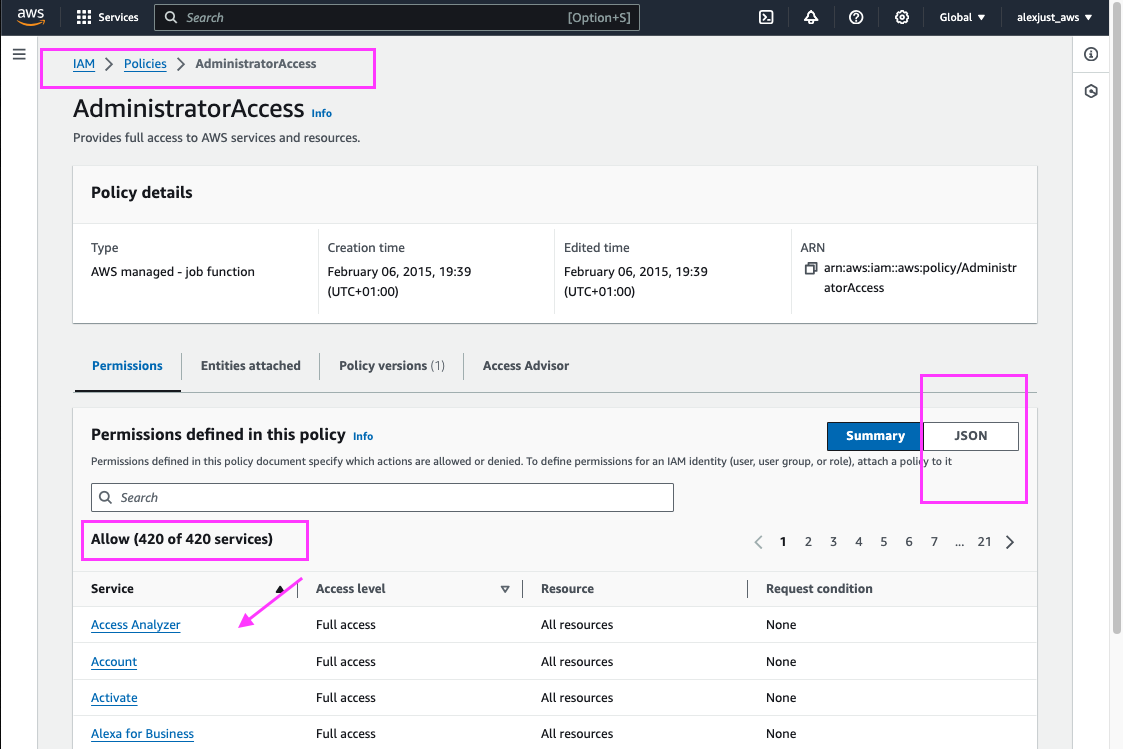 aws Services Search [Option+S] Global alexjust_aws
IAM Policies AdministratorAccess
AdministratorAccess Info
Provides full access to AWS services and resources.
Policy details
Type
AWS managed - job function
Creation time
February 06, 2015, 19:39
(UTC+01:00)
Edited time
February 06, 2015, 19:39
(UTC+01:00)
ARN
arn:aws:iam::aws:policy/Administr
atorAccess
Permissions Entities attached Policy versions (1) Access Advisor
Permissions defined in this policy Info
Summary JSON
Permissions defined in this policy document specify which actions are allowed or denied. To define permissions for an IAM identity (user, user group, or role), attach a policy to it
Search
Allow (420 of 420 services)
1 2 3 4 5 6 7 ... 21
Service Access level Resource Request condition
Access Analyzer Full access All resources None
Account Full access All resources None
Activate Full access All resources None
Alexa for Business Full access All resources None